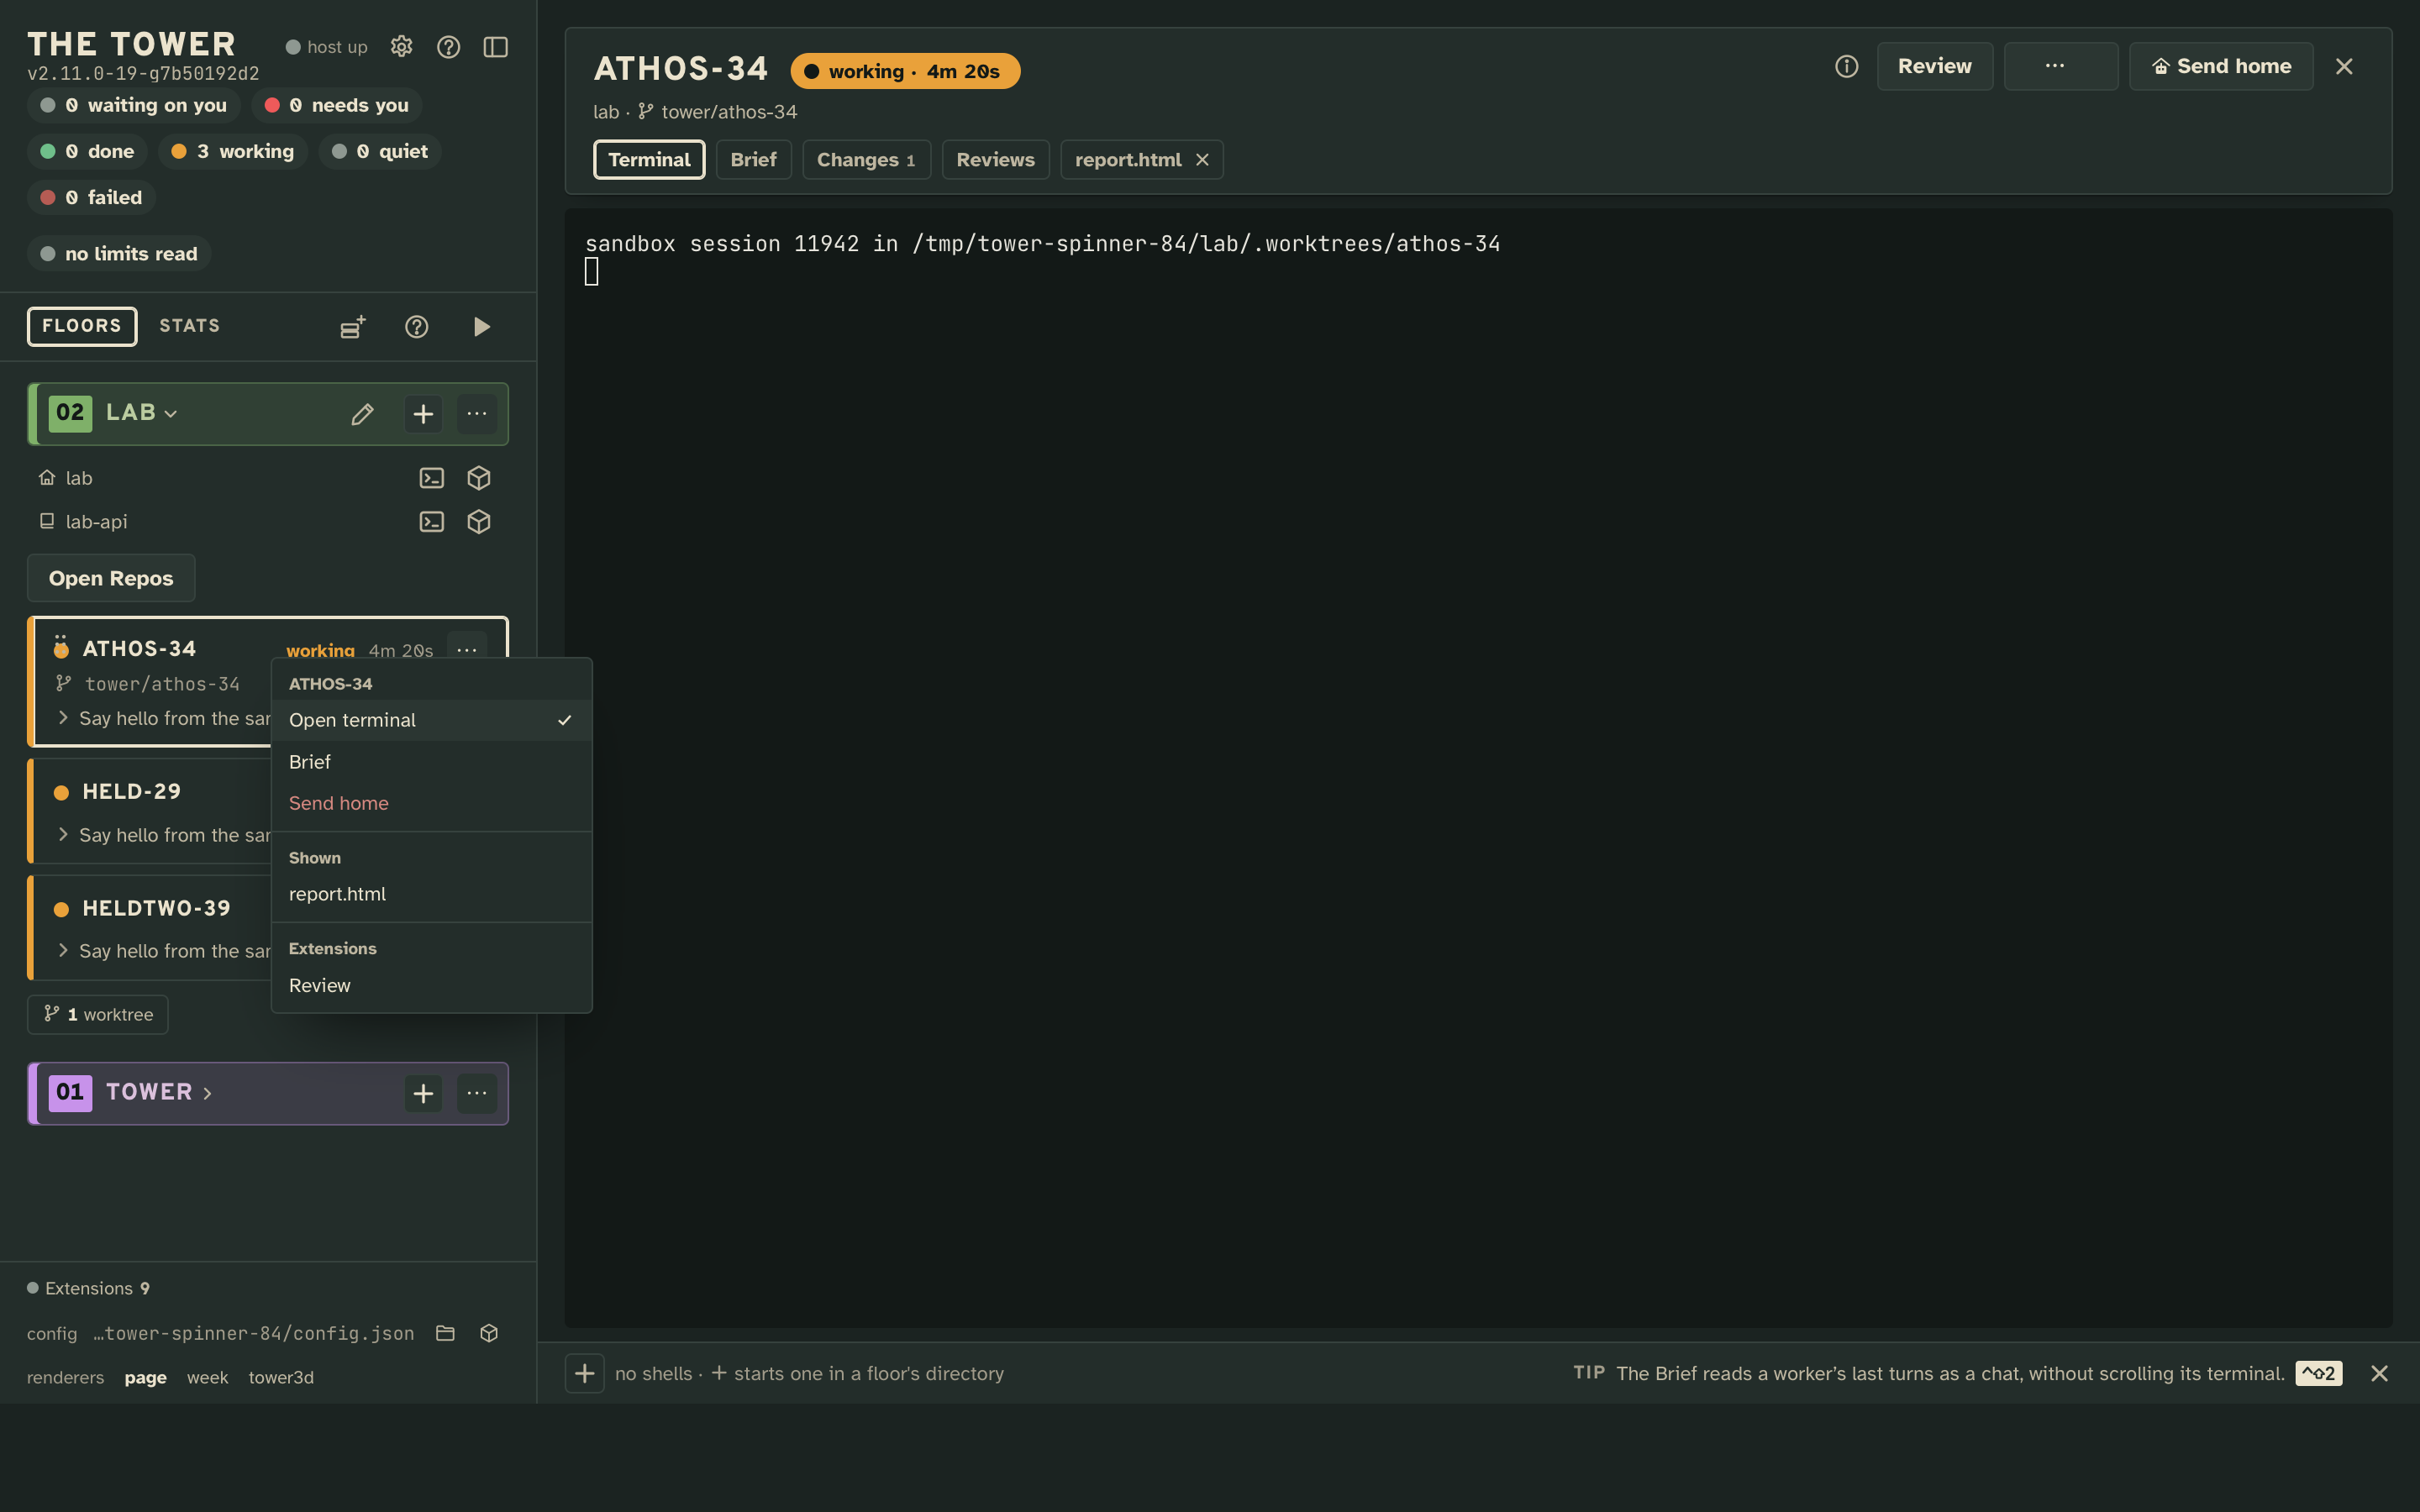 THE TOWER
host up
v2.11.0-19-g7b50192d2
0 waiting on you
0 needs you
0 done
3 working
0 quiet
0 failed
no limits read
FLOORS
STATS
02 LAB
lab
lab-api
Open Repos
ATHOS-34
working 4m 20s
...
tower/athos-34
Say hello from the sar
HELD-29
Say hello from the sar
HELDTWO-39
Say hello from the sar
1 worktree
01 TOWER
...
ATHOS-34
Open terminal
Brief
Send home
Shown
report.html
Extensions
Review
Extensions 9
config …tower-spinner-84/config.json
renderers page week tower3d
ATHOS-34
working · 4m 20s
Review
...
Send home
lab · tower/athos-34
Terminal
Brief
Changes 1
Reviews
report.html
sandbox session 11942 in /tmp/tower-spinner-84/lab/.worktrees/athos-34
no shells · + starts one in a floor's directory
TIP The Brief reads a worker’s last turns as a chat, without scrolling its terminal. ^⇧2